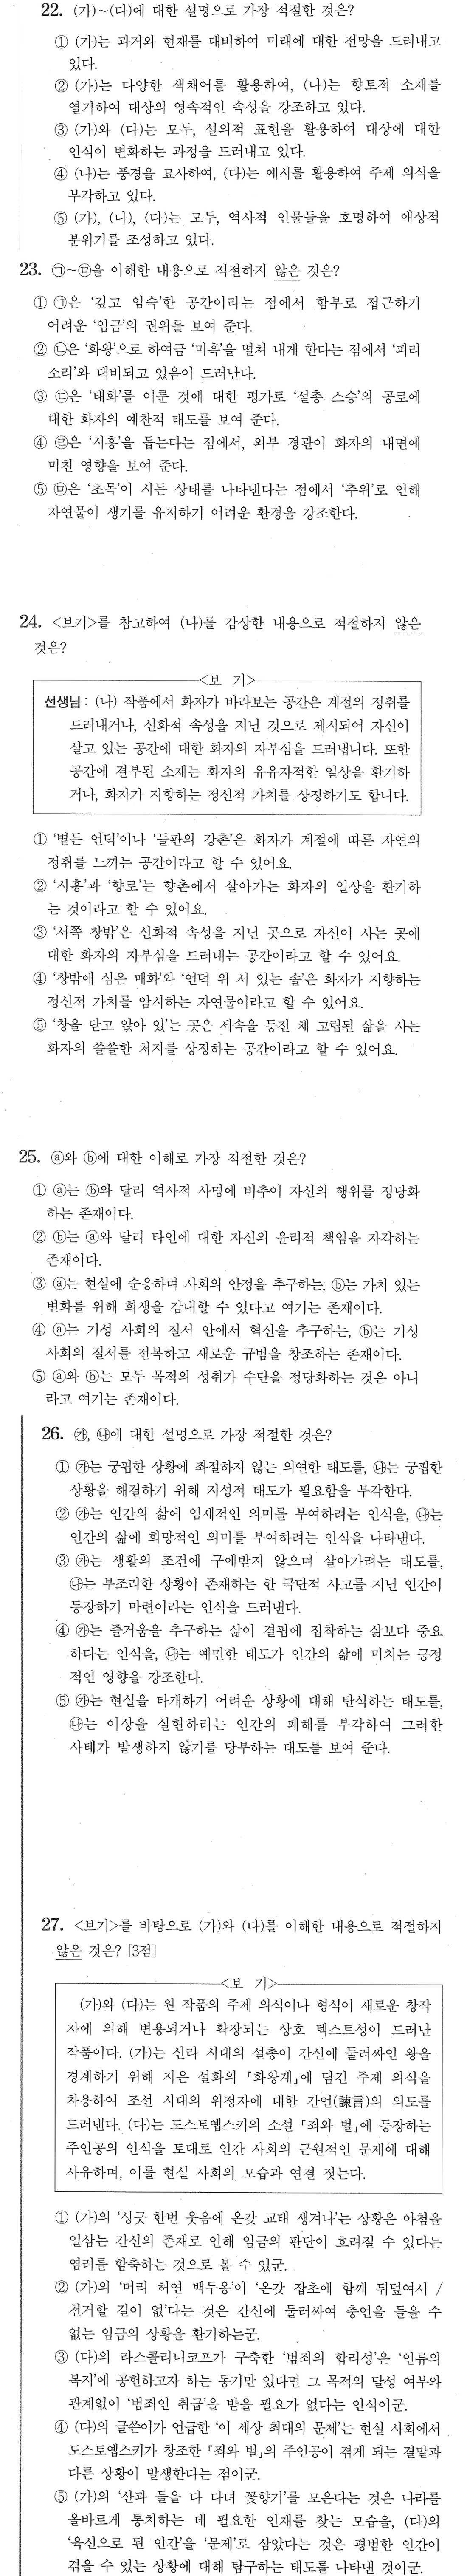 22. (가)~(다)에 대한 설명으로 가장 적절한 것은?
① (가)는 과거와 현재를 대비하여 미래에 대한 전망을 드러내고
있다.
② (가)는 다양한 색채어를 활용하여, (나)는 향토적 소재를
열거하여 대상의 영속적인 속성을 강조하고 있다.
③ (가)와 (다)는 모두, 설의적 표현을 활용하여 대상에 대한
인식이 변화하는 과정을 드러내고 있다.
④ (나)는 풍경을 묘사하여, (다)는 예시를 활용하여 주제 의식을
부각하고 있다.
⑤ (가), (나), (다)는 모두, 역사적 인물들을 호명하여 애상적
분위기를 조성하고 있다.
23. ㉠~㉤을 이해한 내용으로 적절하지 않은 것은?
① ㉠은 ‘깊고 엄숙’한 공간이라는 점에서 함부로 접근하기
어려운 ‘임금’의 권위를 보여 준다.
② ㉡은 ‘화왕’으로 하여금 ‘미혹’을 떨쳐 내게 한다는 점에서 ‘피리
소리’와 대비되고 있음이 드러난다.
③ ㉢은 ‘태화’를 이룬 것에 대한 평가로 ‘설총 스승’의 공로에
대한 화자의 예찬적 태도를 보여 준다.
④ ㉣은 ‘시흥’을 돕는다는 점에서, 외부 경관이 화자의 내면에
미친 영향을 보여 준다.
⑤ ㉤은 ‘초목’이 시든 상태를 나타낸다는 점에서 ‘추위’로 인해
자연물이 생기를 유지하기 어려운 환경을 강조한다.
24. <보기>를 참고하여 (나)를 감상한 내용으로 적절하지 않은
것은?
<보 기>
선생님 : (나) 작품에서 화자가 바라보는 공간은 계절의 정취를
드러내거나, 신화적 속성을 지닌 것으로 제시되어 자신이
살고 있는 공간에 대한 화자의 자부심을 드러냅니다. 또한
공간에 결부된 소재는 화자의 유유자적한 일상을 환기하
거나, 화자가 지향하는 정신적 가치를 상징하기도 합니다.
① ‘별든 언덕’이나 ‘들판의 강촌’은 화자가 계절에 따른 자연의
정취를 느끼는 공간이라고 할 수 있어요.
② ‘시흥’과 ‘향로’는 향촌에서 살아가는 화자의 일상을 환기하
는 것이라고 할 수 있어요.
③ ‘서쪽 창밖’은 신화적 속성을 지닌 곳으로 자신이 사는 곳에
대한 화자의 자부심을 드러내는 공간이라고 할 수 있어요.
④ ‘창밖에 심은 매화’와 ‘언덕 위 서 있는 솔’은 화자가 지향하는
정신적 가치를 암시하는 자연물이라고 할 수 있어요.
⑤ ‘창을 닫고 앉아 있’는 곳은 세속을 등진 채 고립된 삶을 사는
화자의 쓸쓸한 처지를 상징하는 공간이라고 할 수 있어요.
25. ⓐ와 ⓑ에 대한 이해로 가장 적절한 것은?
① ⓐ는 ⓑ와 달리 역사적 사명에 비추어 자신의 행위를 정당화
하는 존재이다.
② ⓑ는 ⓐ와 달리 타인에 대한 자신의 윤리적 책임을 자각하는
존재이다.
③ ⓐ는 현실에 순응하며 사회의 안정을 추구하는, ⓑ는 가치 있는
변화를 위해 희생을 감내할 수 있다고 여기는 존재이다.
④ ⓐ는 기성 사회의 질서 안에서 혁신을 추구하는, ⓑ는 기성
사회의 질서를 전복하고 새로운 규범을 창조하는 존재이다.
⑤ ⓐ와 ⓑ는 모두 목적의 성취가 수단을 정당화하는 것은 아니
라고 여기는 존재이다.
26. ㉮, ㉯에 대한 설명으로 가장 적절한 것은?
① ㉮는 궁핍한 상황에 좌절하지 않는 의연한 태도를, ㉯는 궁핍한
상황을 해결하기 위해 지성적 태도가 필요함을 부각한다.
② ㉮는 인간의 삶에 염세적인 의미를 부여하려는 인식을, ㉯는
인간의 삶에 희망적인 의미를 부여하려는 인식을 나타낸다.
③ ㉮는 생활의 조건에 구애받지 않으며 살아가려는 태도를,
㉯는 부조리한 상황이 존재하는 한 극단적 사고를 지닌 인간이
등장하기 마련이라는 인식을 드러낸다.
④ ㉮는 즐거움을 추구하는 삶이 결핍에 집착하는 삶보다 중요
하다는 인식을, ㉯는 예민한 태도가 인간의 삶에 미치는 긍정
적인 영향을 강조한다.
⑤ ㉮는 현실을 타개하기 어려운 상황에 대해 탄식하는 태도를,
㉯는 이상을 실현하려는 인간의 폐해를 부각하여 그러한
사태가 발생하지 않기를 당부하는 태도를 보여 준다.
27. <보기>를 바탕으로 (가)와 (다)를 이해한 내용으로 적절하지
않은 것은? [3점]
<보 기>
(가)와 (다)는 원 작품의 주제 의식이나 형식이 새로운 창작
자에 의해 변용되거나 확장되는 상호 텍스트성이 드러난
작품이다. (가)는 신라 시대의 설총이 간신에 둘러싸인 왕을
경계하기 위해 지은 설화의 「화왕계」에 담긴 주제 의식을
차용하여 조선 시대의 위정자에 대한 간언(諫言)의 의도를
드러낸다. (다)는 도스토옙스키의 소설 「죄와 벌」에 등장하는
주인공의 인식을 토대로 인간 사회의 근원적인 문제에 대해
사유하며, 이를 현실 사회의 모습과 연결 짓는다.
① (가)의 ‘싱긋 한번 웃음에 온갖 교태 생겨나’는 상황은 아첨을
일삼는 간신의 존재로 인해 임금의 판단이 흐려질 수 있다는
염려를 함축하는 것으로 볼 수 있군.
② (가)의 ‘머리 허연 백두옹’이 ‘온갖 잡초에 함께 뒤덮여서 /
천거할 길이 없’다는 것은 간신에 둘러싸여 충언을 들을 수
없는 임금의 상황을 환기하는군.
③ (다)의 라스콜리니코프가 구축한 ‘범죄의 합리성’은 ‘인류의
복지’에 공헌하고자 하는 동기만 있다면 그 목적의 달성 여부와
관계없이 ‘범죄인 취급’을 받을 필요가 없다는 인식이군.
④ (다)의 글쓴이가 언급한 ‘이 세상 최대의 문제’는 현실 사회에서
도스토옙스키가 창조한 「죄와 벌」의 주인공이 겪게 되는 결말과
다른 상황이 발생한다는 점이군.
⑤ (가)의 ‘산과 들을 다 다녀 꽃향기’를 모은다는 것은 나라를
올바르게 통치하는 데 필요한 인재를 찾는 모습을, (다)의
‘육신으로 된 인간’을 ‘문제’로 삼았다는 것은 평범한 인간이
겪을 수 있는 상황에 대해 탐구하는 태도를 나타낸 것이군.